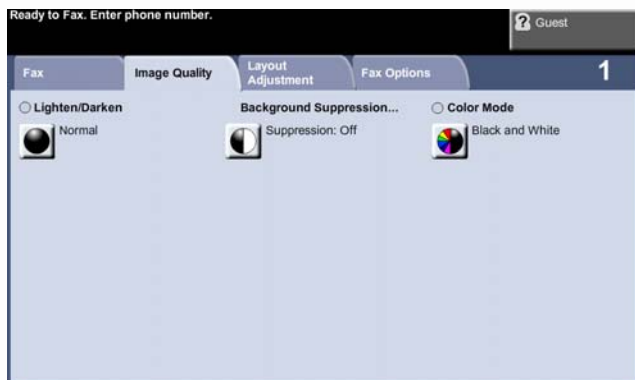 Ready to Fax. Enter phone number.
Guest
Fax
Image Quality
Layout
Adjustment
Fax Options
1
Lighten/Darken
Background Suppression...
Color Mode
Normal
Suppression: Off
Black and White